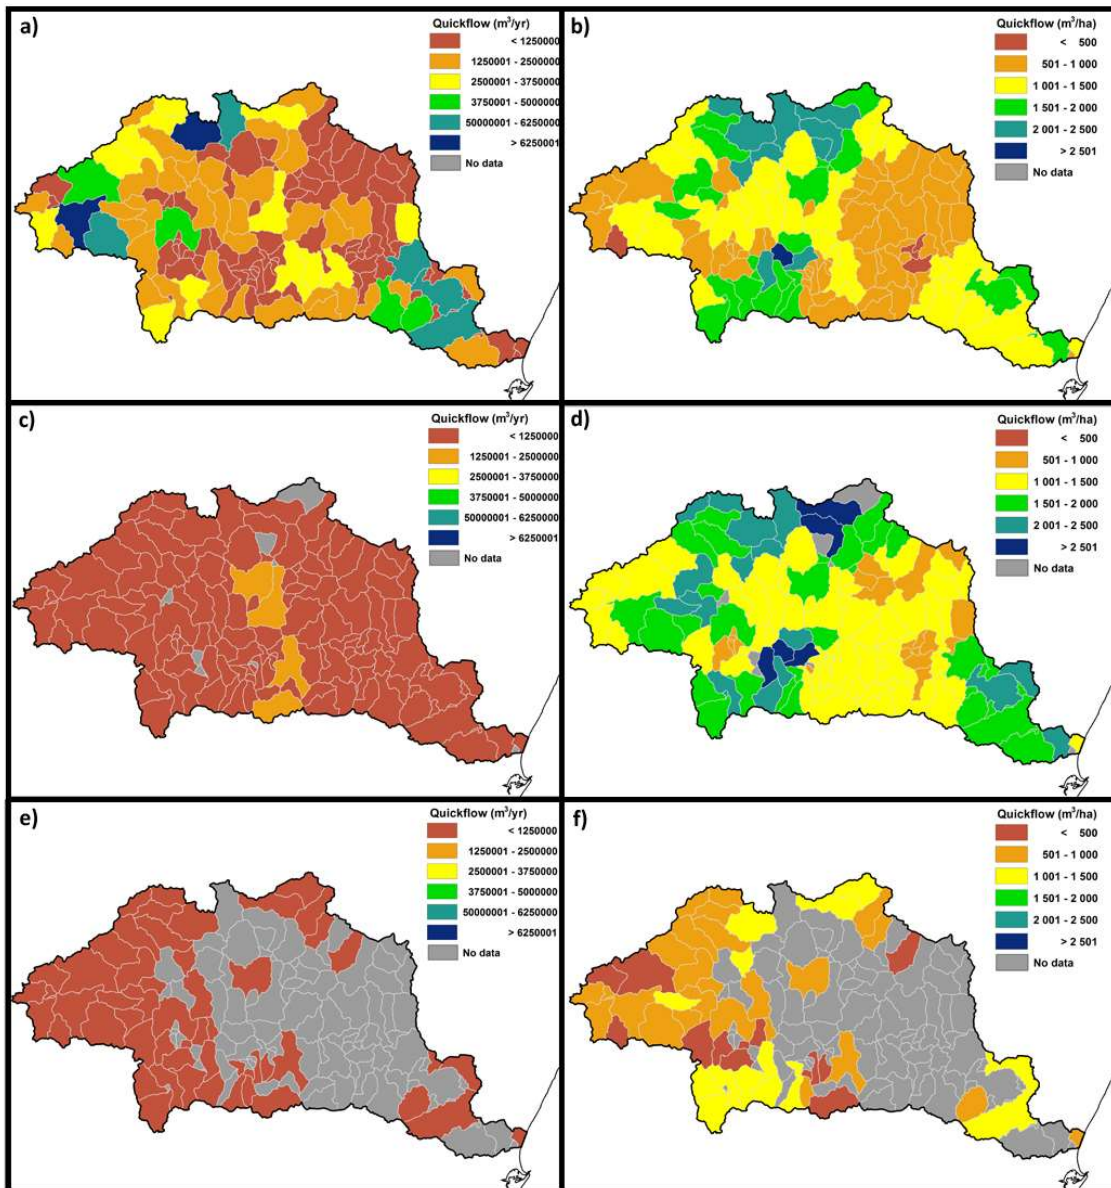 a)
Quickflow (m³/yr)
< 1250000
1250001 - 2500000
2500001 - 3750000
3750001 - 5000000
50000001 - 6250000
> 6250001
No data
b)
Quickflow (m³/ha)
< 500
501 - 1 000
1 001 - 1 500
1 501 - 2 000
2 001 - 2 500
> 2 501
No data
c)
Quickflow (m³/yr)
< 1250000
1250001 - 2500000
2500001 - 3750000
3750001 - 5000000
50000001 - 6250000
> 6250001
No data
d)
Quickflow (m³/ha)
< 500
501 - 1 000
1 001 - 1 500
1 501 - 2 000
2 001 - 2 500
> 2 501
No data
e)
Quickflow (m³/yr)
< 1250000
1250001 - 2500000
2500001 - 3750000
3750001 - 5000000
50000001 - 6250000
> 6250001
No data
f)
Quickflow (m³/ha)
< 500
501 - 1 000
1 001 - 1 500
1 501 - 2 000
2 001 - 2 500
> 2 501
No data